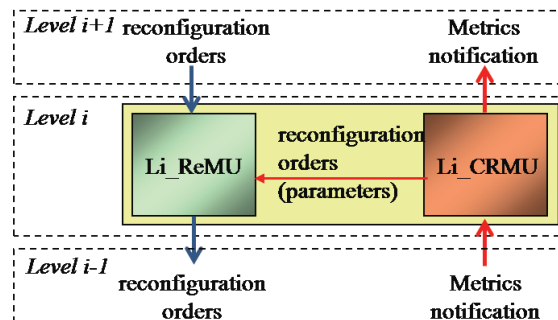 Level i+1
reconfiguration
orders
Metrics
notification
Level i
Li_ReMU
reconfiguration
orders
(parameters)
Li_CRMU
Level i-1
reconfiguration
orders
Metrics
notification